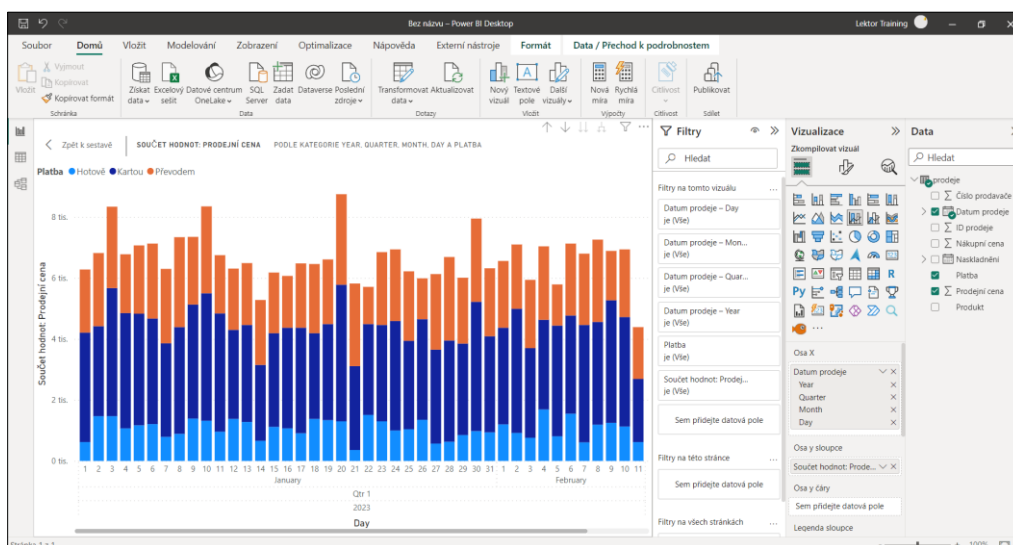 Bez názvu – Power BI Desktop
Lektor Training
Soubor Domů Vložit Modelování Zobrazení Optimalizace Nápověda Externí nástroje Formát Data / Přechod k podrobnostem
Vložit
Vyjmout
Kopírovat
Kopírovat formát
Získat data
Excelový sešit
Datové centrum OneLake
SQL Server
Zadat data
Dataverse
Poslední zdroje
Transformovat data
Aktualizovat
Nový vizuál
Textové pole
Další vizuály
Nová míra
Rychlá míra
Citlivost
Publikovat
Schránka Data Dotazy Vložit Výpočty Citlivost Sdílet
Zpět k sestavě
SOUČET HODNOT: PRODEJNÍ CENA PODLE KATEGORIE YEAR, QUARTER, MONTH, DAY A PLATBA
Platba Hotově Kartou Převodem
Součet hodnot: Prodejní cena
8 tis.
6 tis.
4 tis.
2 tis.
0 tis.
1 2 3 4 5 6 7 8 9 10 11 12 13 14 15 16 17 18 19 20 21 22 23 24 25 26 27 28 29 30 31 1 2 3 4 5 6 7 8 9 10 11
January February
Qtr 1
2023
Day
Filtry
Hledat
Filtry na tomto vizuálu ...
Datum prodeje – Day
je (Vše)
Datum prodeje – Mon...
je (Vše)
Datum prodeje – Quar...
je (Vše)
Datum prodeje – Year
je (Vše)
Platba
je (Vše)
Součet hodnot: Prodej...
je (Vše)
Sem přidejte datová pole
Filtry na této stránce ...
Sem přidejte datová pole
Filtry na všech stránkách ...
Vizualizace
Zkompilovat vizuál
R
Py
...
Osa X
Datum prodeje
Year
Quarter
Month
Day
Osa y sloupce
Součet hodnot: Prode...
Osa y čáry
Sem přidejte datová pole
Legenda sloupce
Data
Hledat
prodeje
Číslo prodavače
Datum prodeje
ID prodeje
Nákupní cena
Naskladnění
Platba
Prodejní cena
Produkt
Stránka 1 z 1
100%